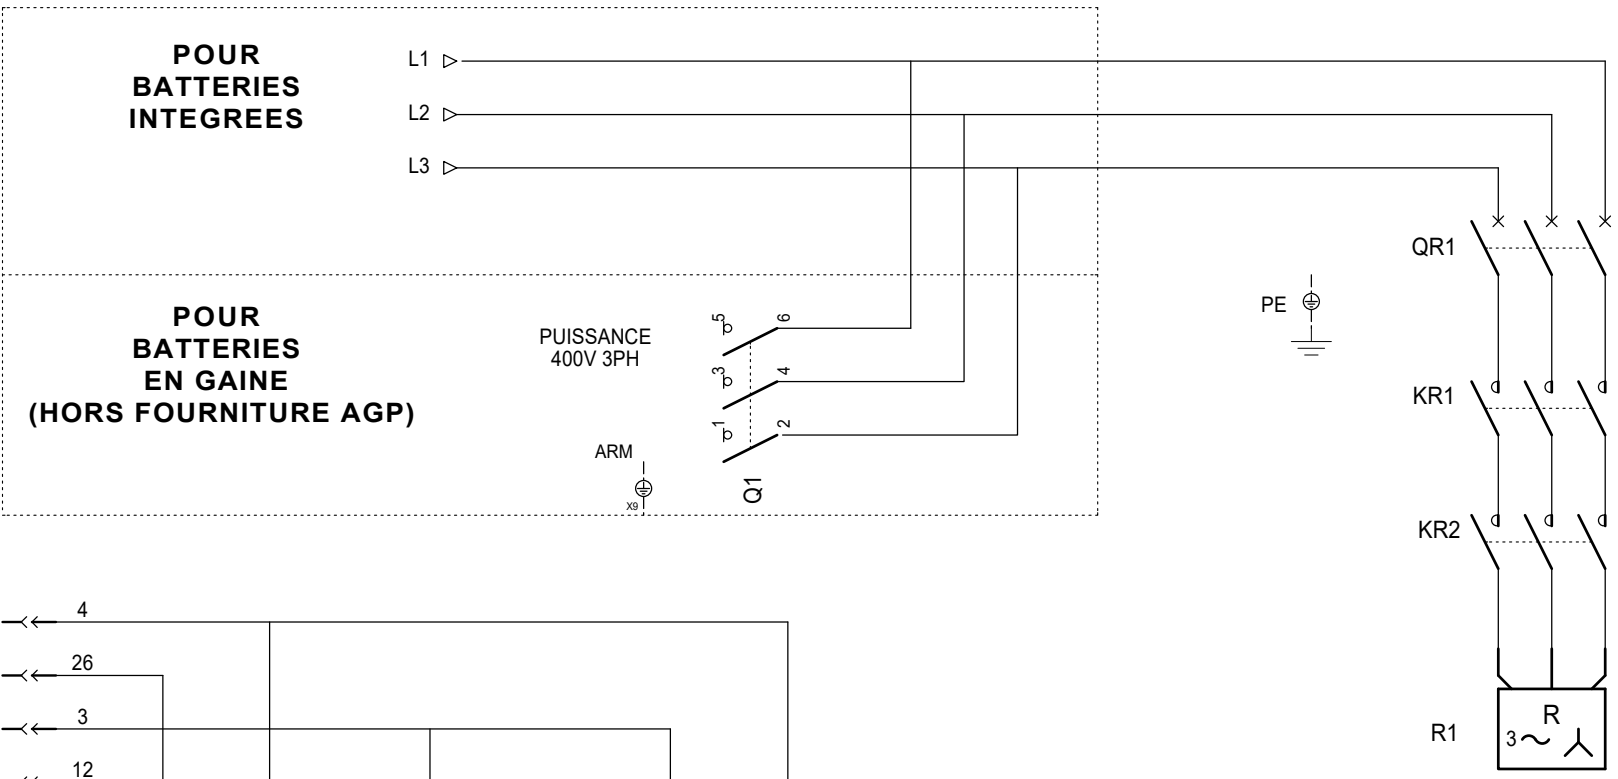 POUR
BATTERIES
INTEGREES
L1
L2
L3
QR1
PE
POUR
BATTERIES
EN GAINE
(HORS FOURNITURE AGP)
PUISSANCE
400V 3PH
5 6
3 4
1 2
Q1
ARM
X9
KR1
KR2
4
26
3
12
R1
R
3